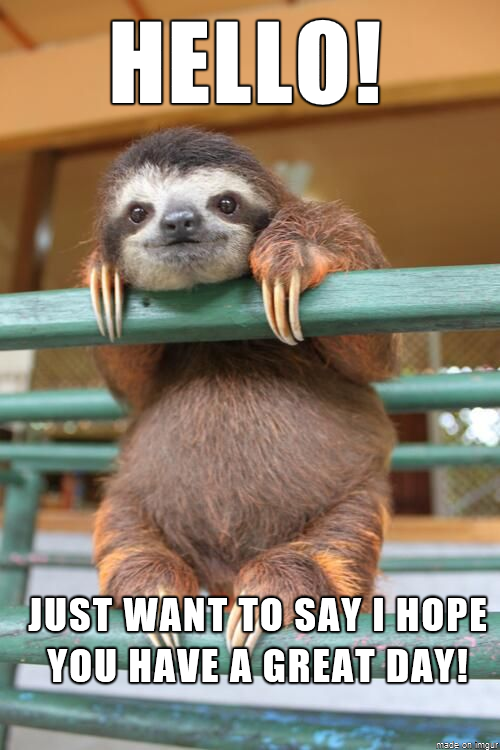 HELLO!
JUST WANT TO SAY I HOPE
YOU HAVE A GREAT DAY!
made on imgur